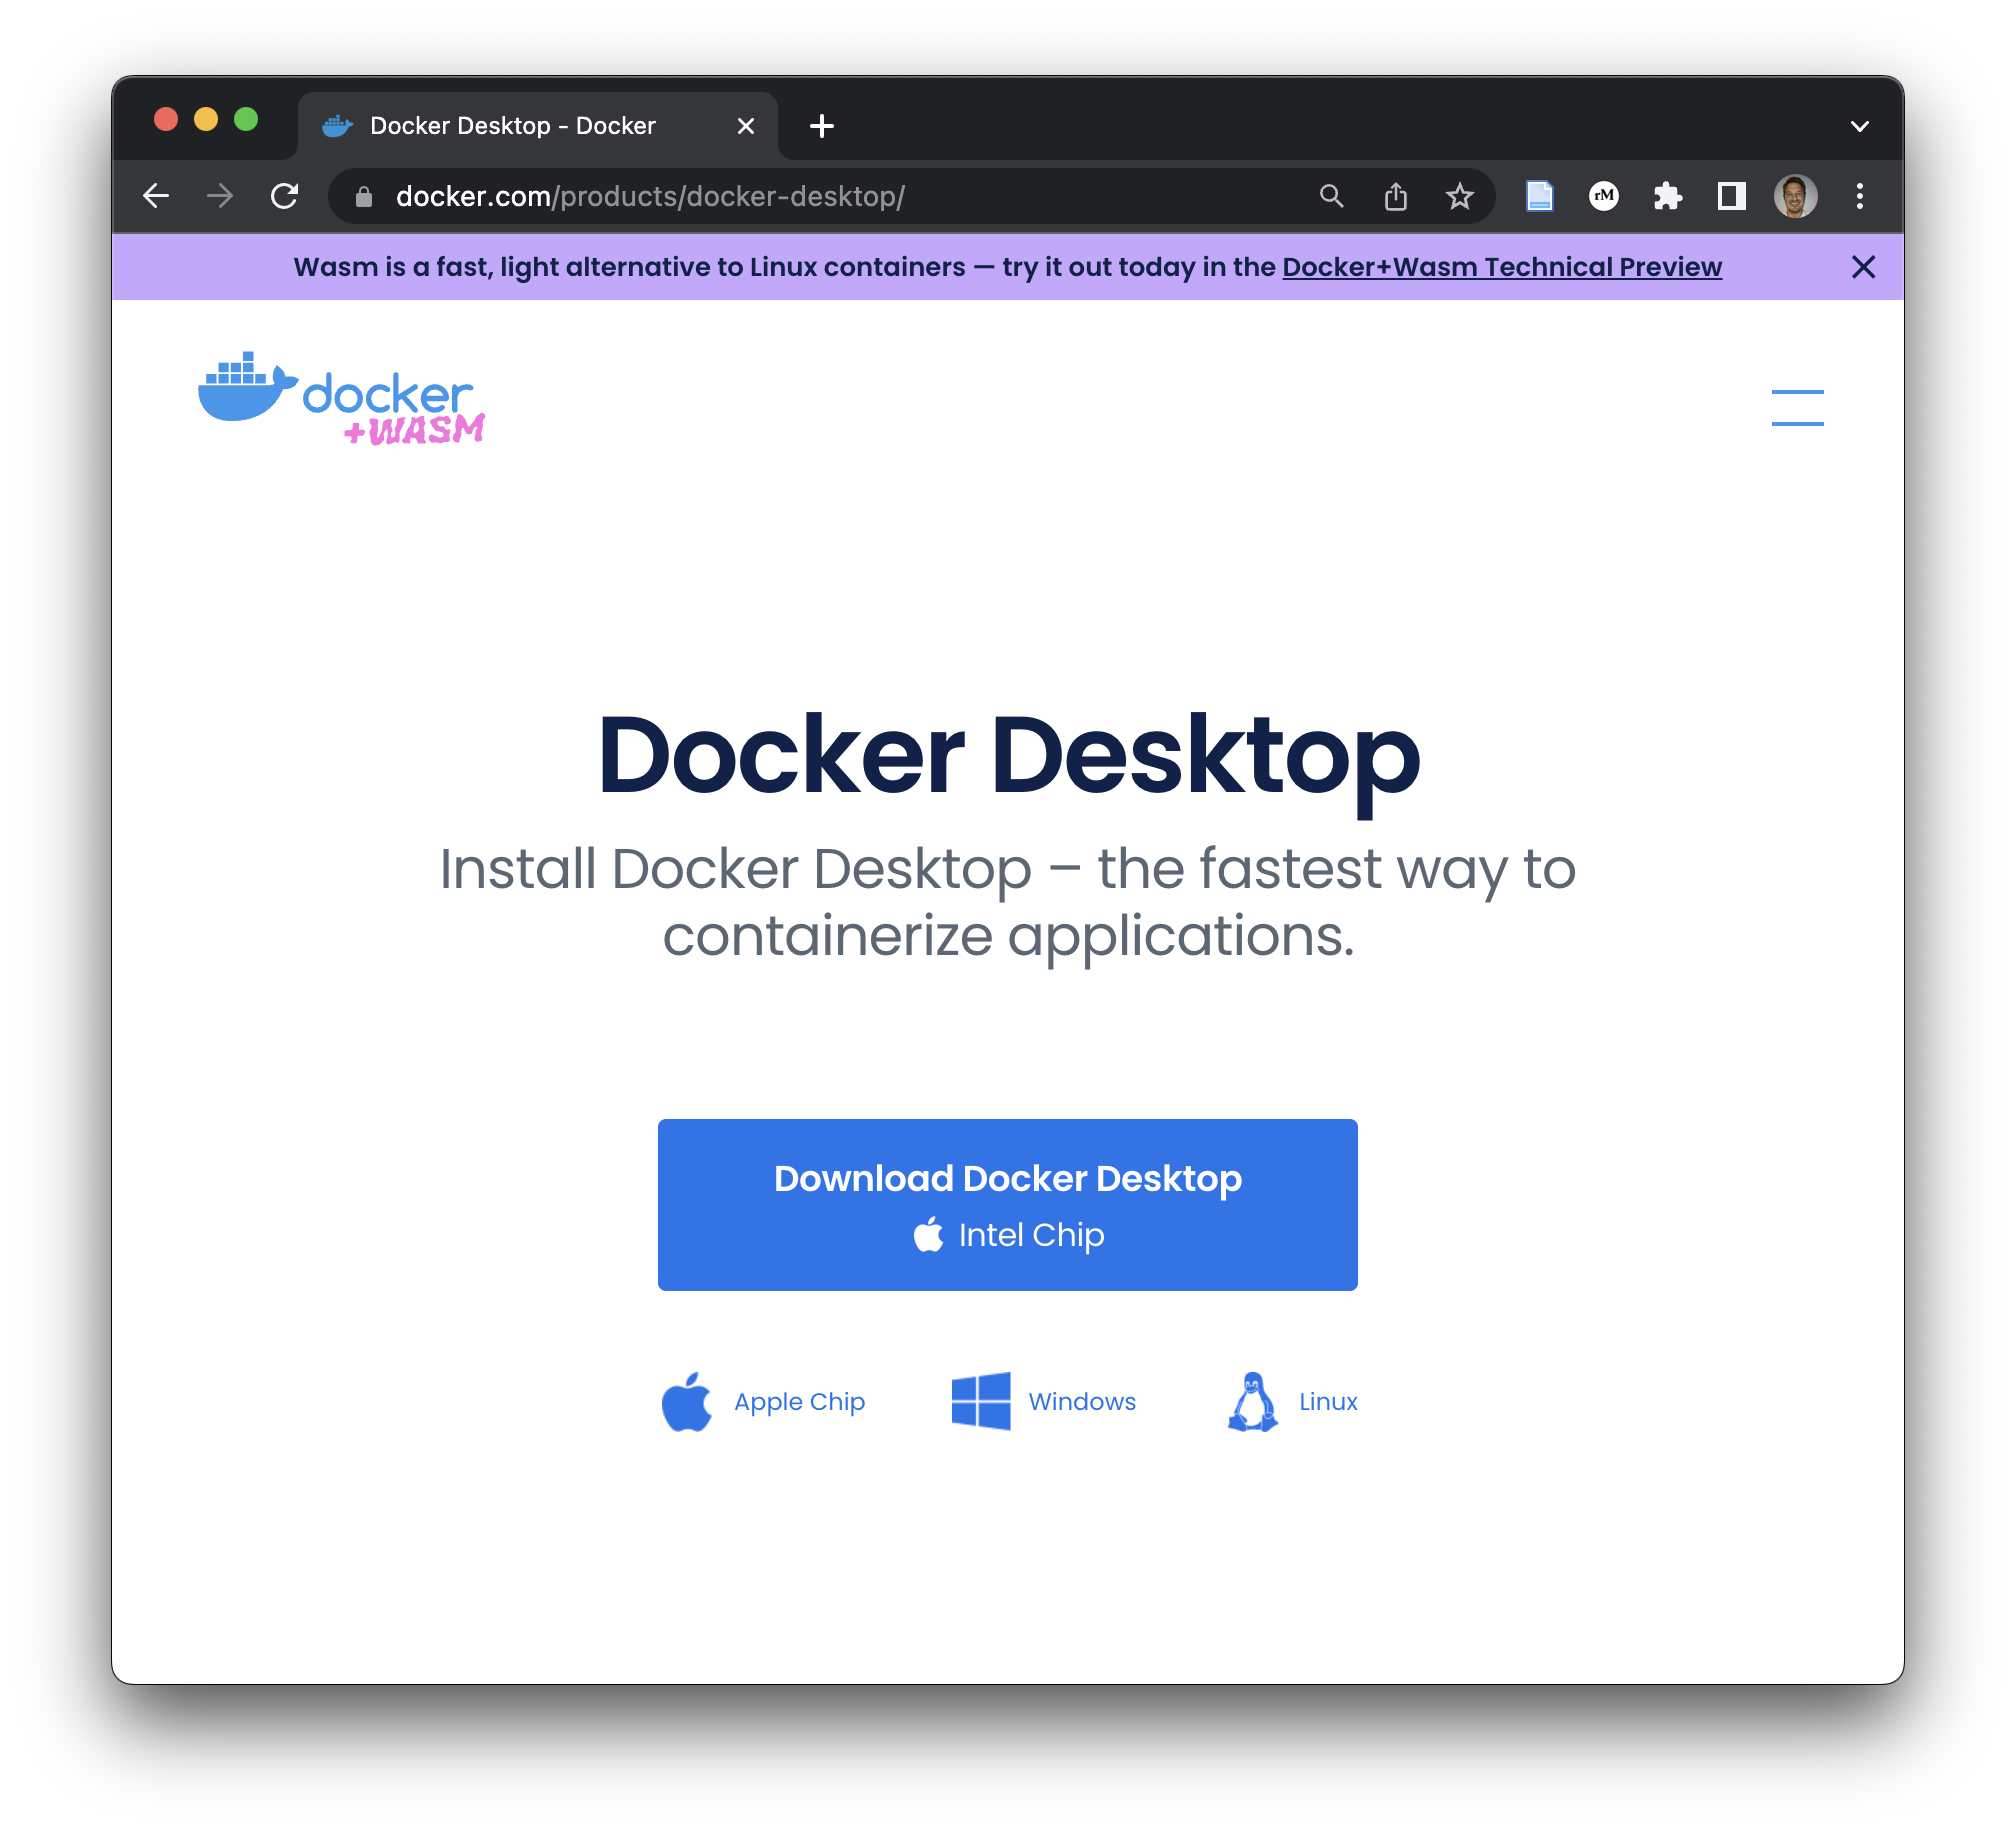 Docker Desktop - Docker
docker.com/products/docker-desktop/
rM
Wasm is a fast, light alternative to Linux containers — try it out today in the Docker+Wasm Technical Preview
docker
+WASM
Docker Desktop
Install Docker Desktop – the fastest way to
containerize applications.
Download Docker Desktop
Intel Chip
Apple Chip
Windows
Linux